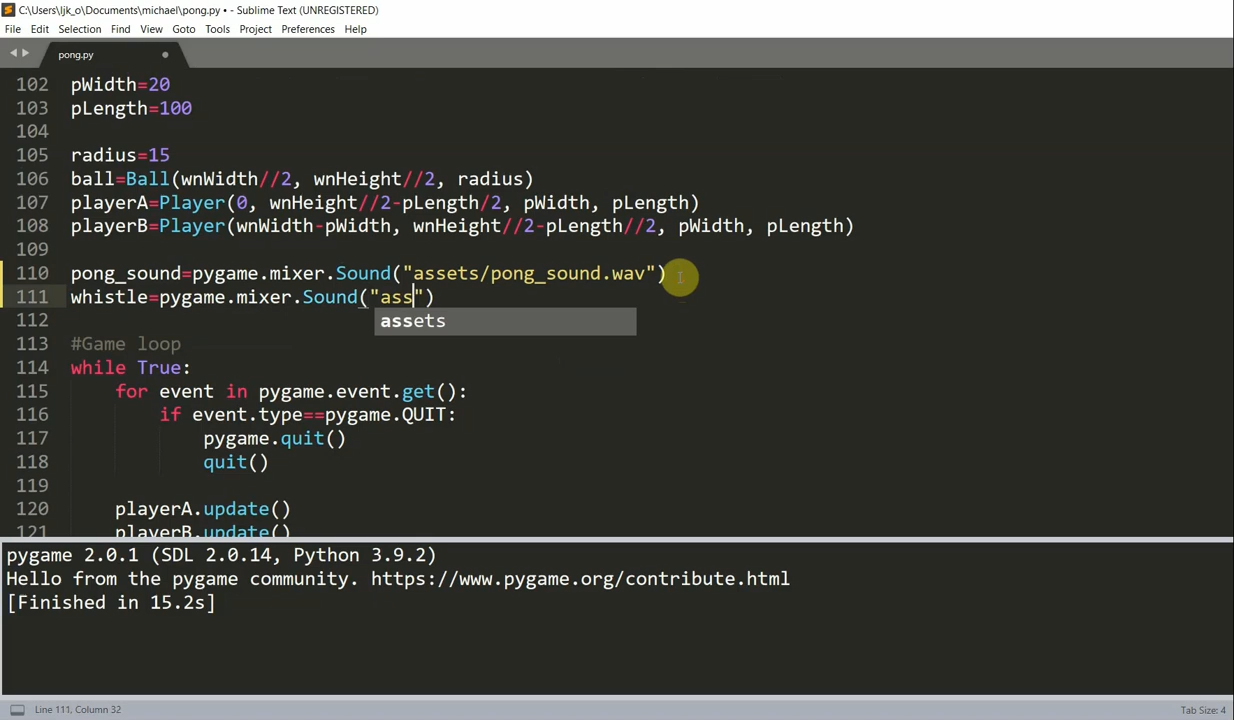 C:\Users\ljk_o\Documents\michael\pong.py • - Sublime Text (UNREGISTERED)
File Edit Selection Find View Goto Tools Project Preferences Help
pong.py
102 pWidth=20
103 pLength=100
104
105 radius=15
106 ball=Ball(wnWidth//2, wnHeight//2, radius)
107 playerA=Player(0, wnHeight//2-pLength/2, pWidth, pLength)
108 playerB=Player(wnWidth-pWidth, wnHeight//2-pLength//2, pWidth, pLength)
109
110 pong_sound=pygame.mixer.Sound("assets/pong_sound.wav")
111 whistle=pygame.mixer.Sound("ass")
assets
112
113 #Game loop
114 while True:
115     for event in pygame.event.get():
116         if event.type==pygame.QUIT:
117             pygame.quit()
118             quit()
119
120     playerA.update()
121     playerB.update()
pygame 2.0.1 (SDL 2.0.14, Python 3.9.2)
Hello from the pygame community. https://www.pygame.org/contribute.html
[Finished in 15.2s]
Line 111, Column 32 Tab Size: 4